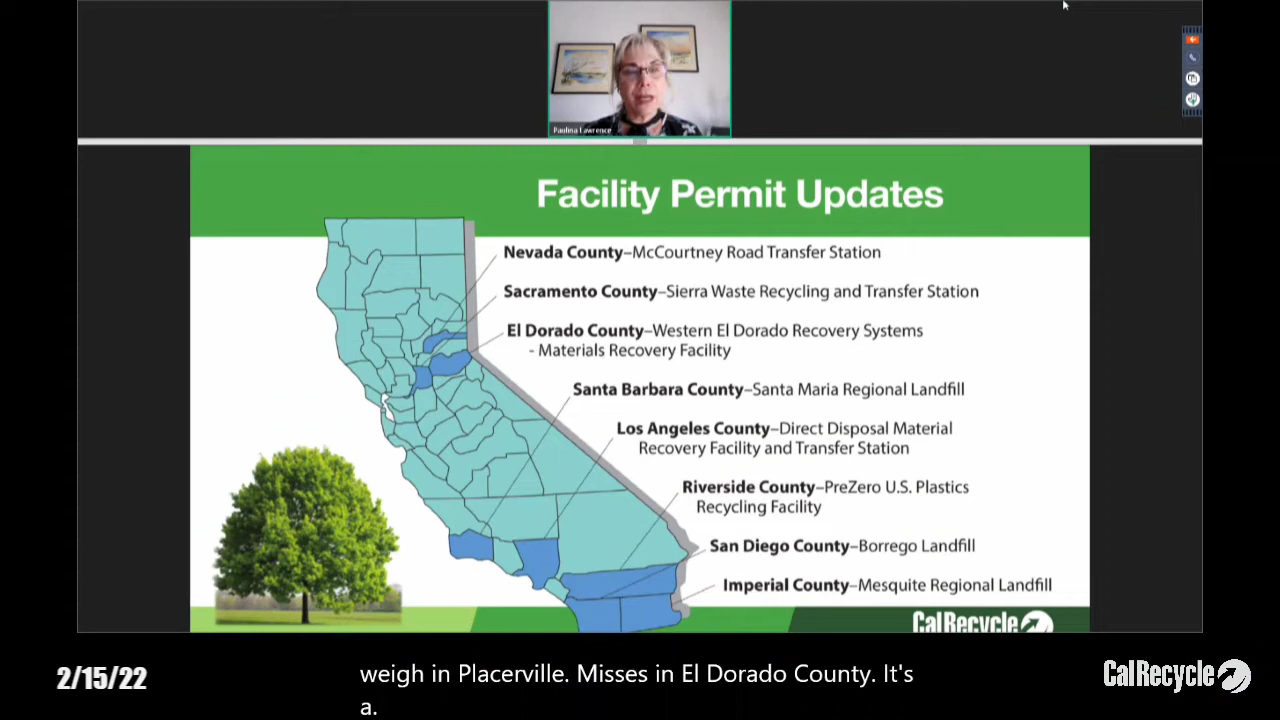 Paulina Lawrence
Facility Permit Updates
Nevada County–McCourtney Road Transfer Station
Sacramento County–Sierra Waste Recycling and Transfer Station
El Dorado County–Western El Dorado Recovery Systems
- Materials Recovery Facility
Santa Barbara County–Santa Maria Regional Landfill
Los Angeles County–Direct Disposal Material
Recovery Facility and Transfer Station
Riverside County–PreZero U.S. Plastics
Recycling Facility
San Diego County–Borrego Landfill
Imperial County–Mesquite Regional Landfill
CalRecycle
2/15/22
weigh in Placerville. Misses in El Dorado County. It's
a.
CalRecycle